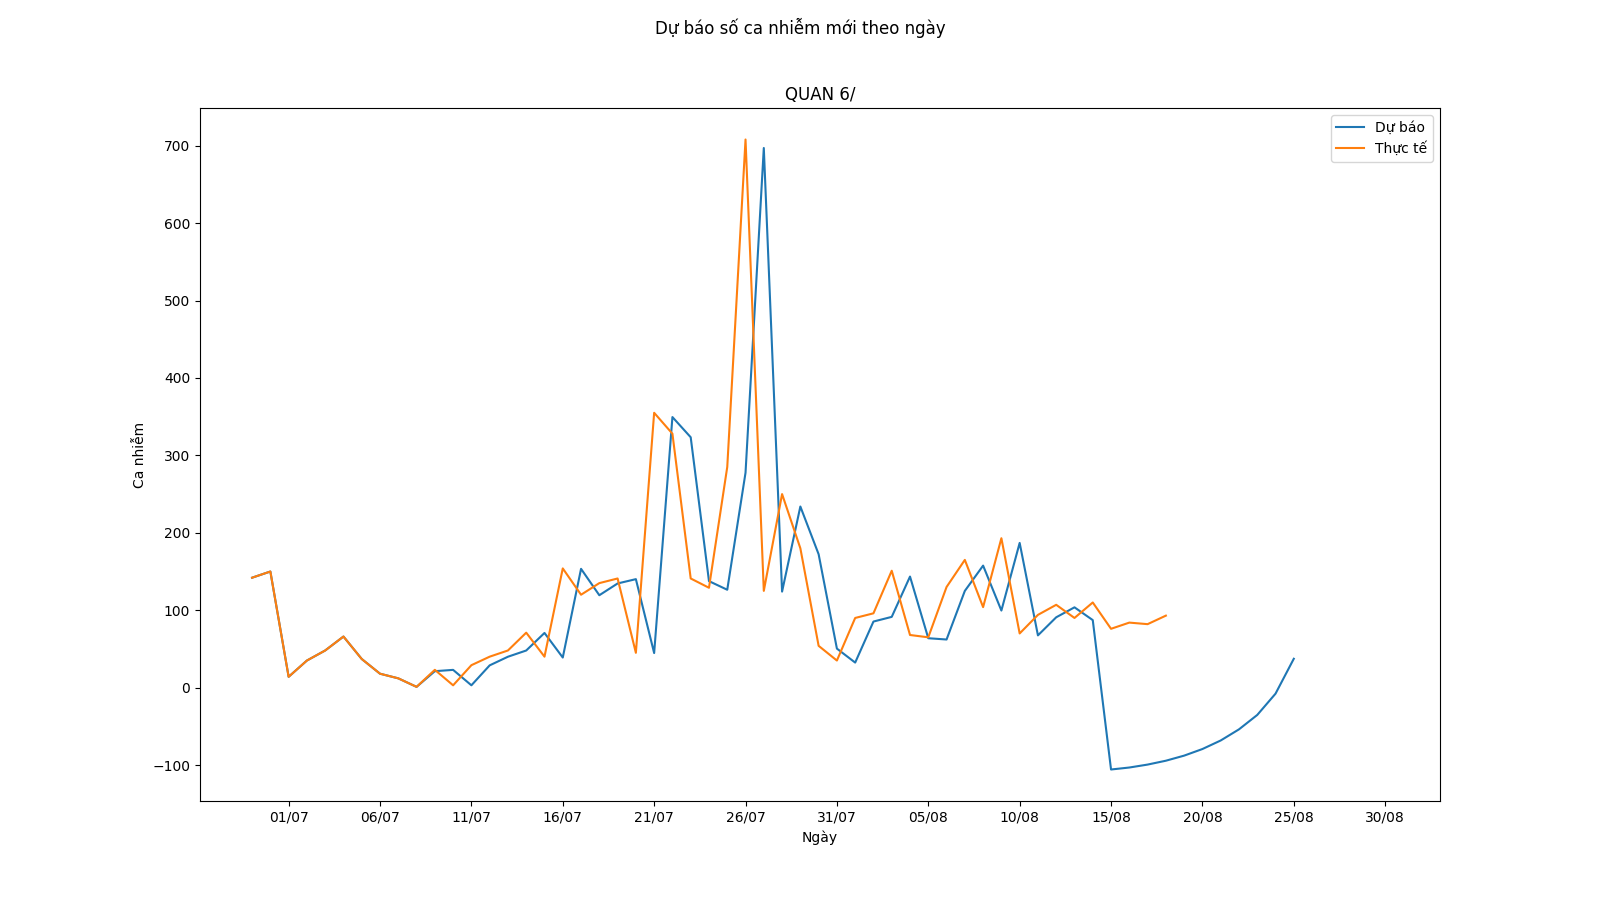 Dự báo số ca nhiễm mới theo ngày
QUAN 6/
Dự báo
Thực tế
700
600
500
400
300
200
100
0
−100
Ca nhiễm
01/07 06/07 11/07 16/07 21/07 26/07 31/07 05/08 10/08 15/08 20/08 25/08 30/08
Ngày